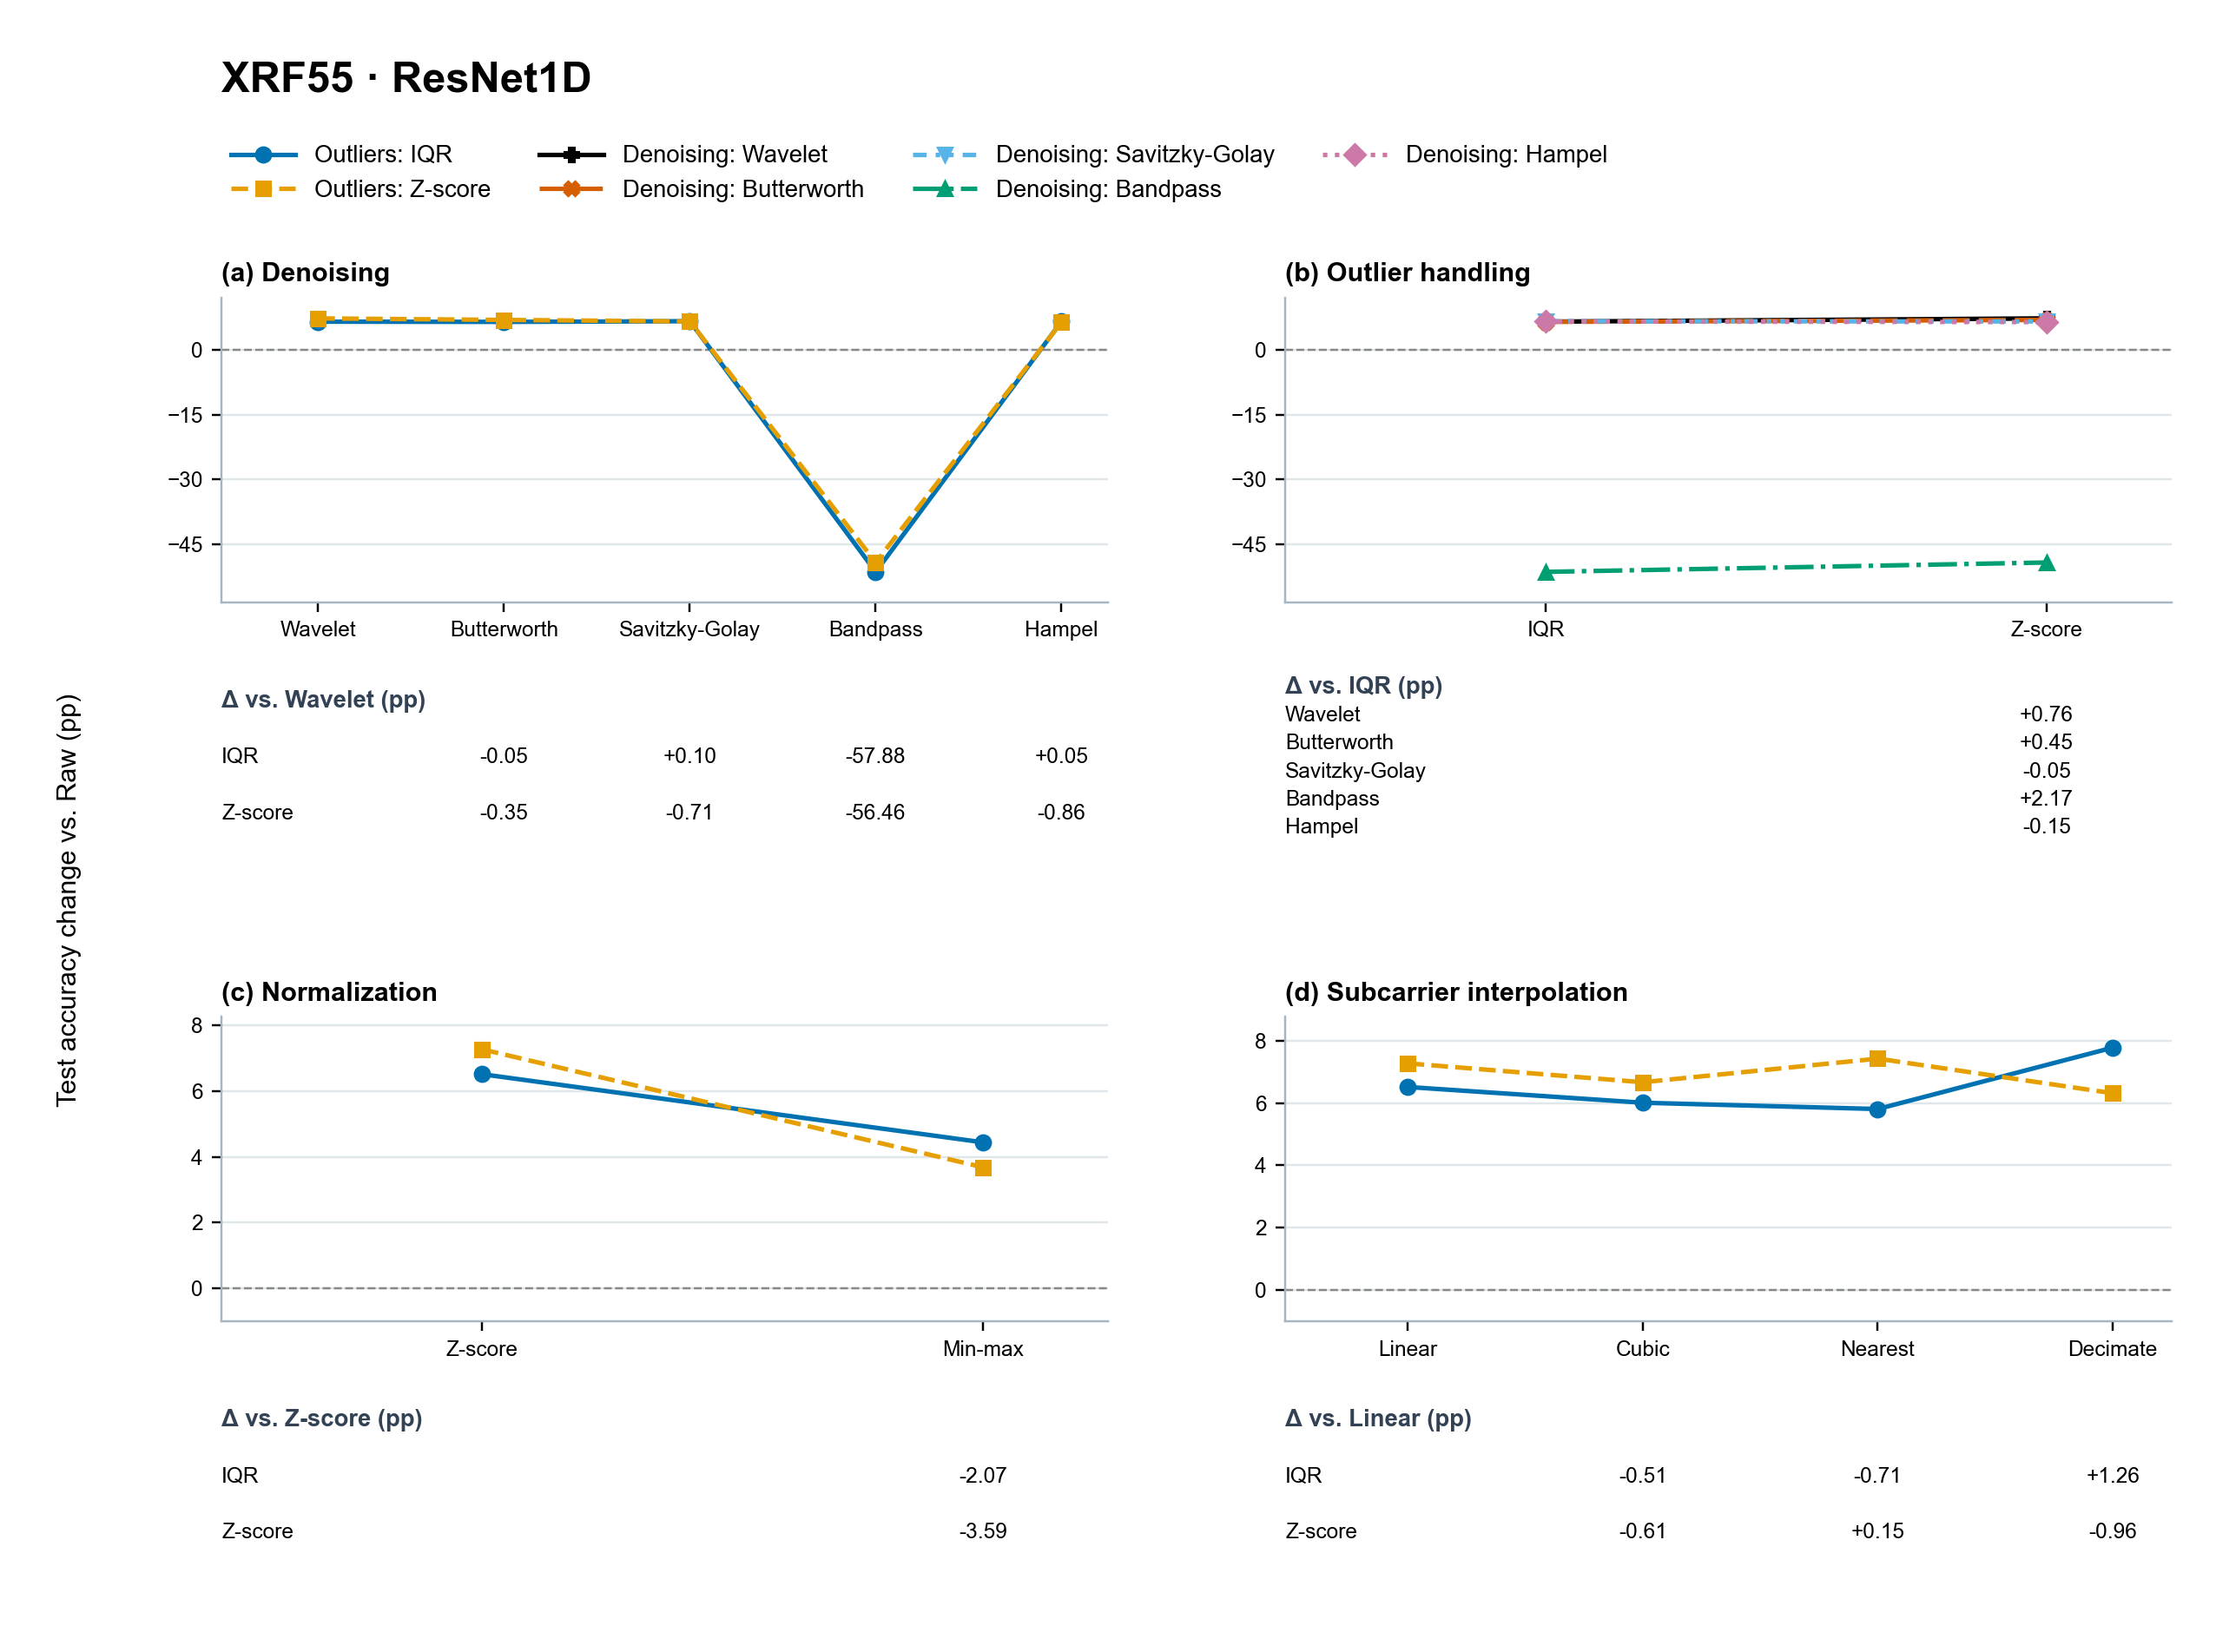 XRF55 · ResNet1D
Outliers: IQR
Denoising: Wavelet
Denoising: Savitzky-Golay
Denoising: Hampel
Outliers: Z-score
Denoising: Butterworth
Denoising: Bandpass
Test accuracy change vs. Raw (pp)
(a) Denoising
0
−15
−30
−45
Wavelet Butterworth Savitzky-Golay Bandpass Hampel
Δ vs. Wavelet (pp)
IQR -0.05 +0.10 -57.88 +0.05
Z-score -0.35 -0.71 -56.46 -0.86
(b) Outlier handling
0
−15
−30
−45
IQR Z-score
Δ vs. IQR (pp)
Wavelet +0.76
Butterworth +0.45
Savitzky-Golay -0.05
Bandpass +2.17
Hampel -0.15
(c) Normalization
8
6
4
2
0
Z-score Min-max
Δ vs. Z-score (pp)
IQR -2.07
Z-score -3.59
(d) Subcarrier interpolation
8
6
4
2
0
Linear Cubic Nearest Decimate
Δ vs. Linear (pp)
IQR -0.51 -0.71 +1.26
Z-score -0.61 +0.15 -0.96